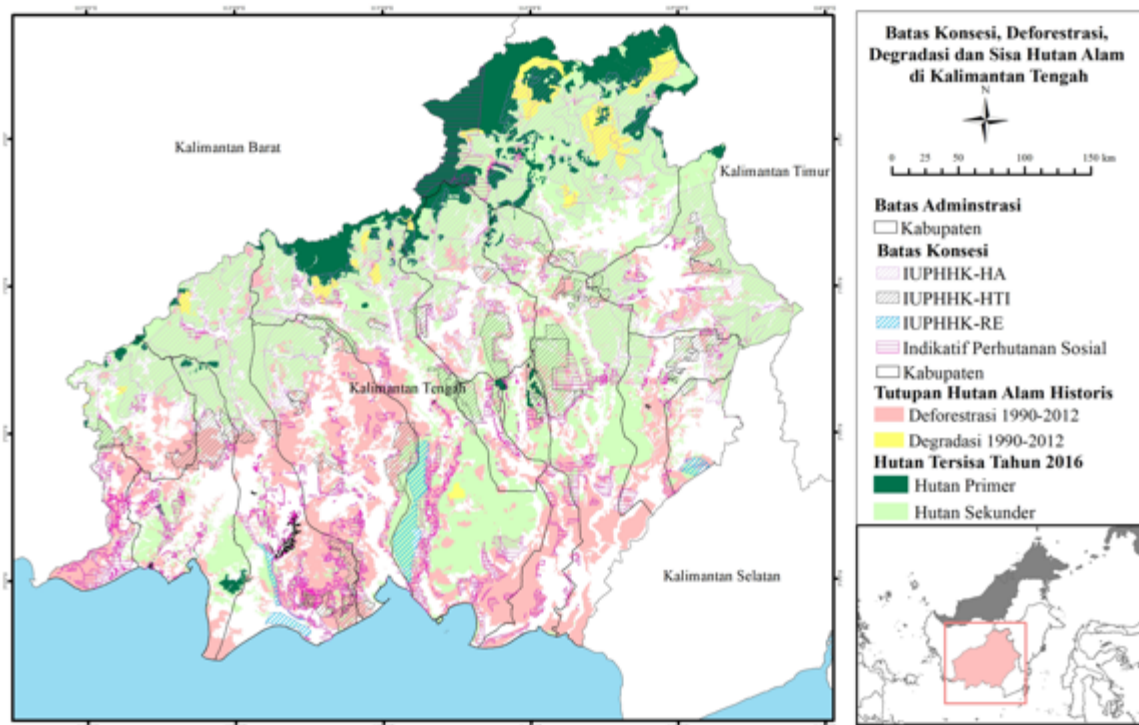 Kalimantan Barat
Kalimantan Timur
Kalimantan Tengah
Kalimantan Selatan
Batas Konsesi, Deforestrasi,
Degradasi dan Sisa Hutan Alam
di Kalimantan Tengah
N
0 25 50 100 150 km
Batas Adminstrasi
Kabupaten
Batas Konsesi
IUPHHK-HA
IUPHHK-HTI
IUPHHK-RE
Indikatif Perhutanan Sosial
Kabupaten
Tutupan Hutan Alam Historis
Deforestrasi 1990-2012
Degradasi 1990-2012
Hutan Tersisa Tahun 2016
Hutan Primer
Hutan Sekunder